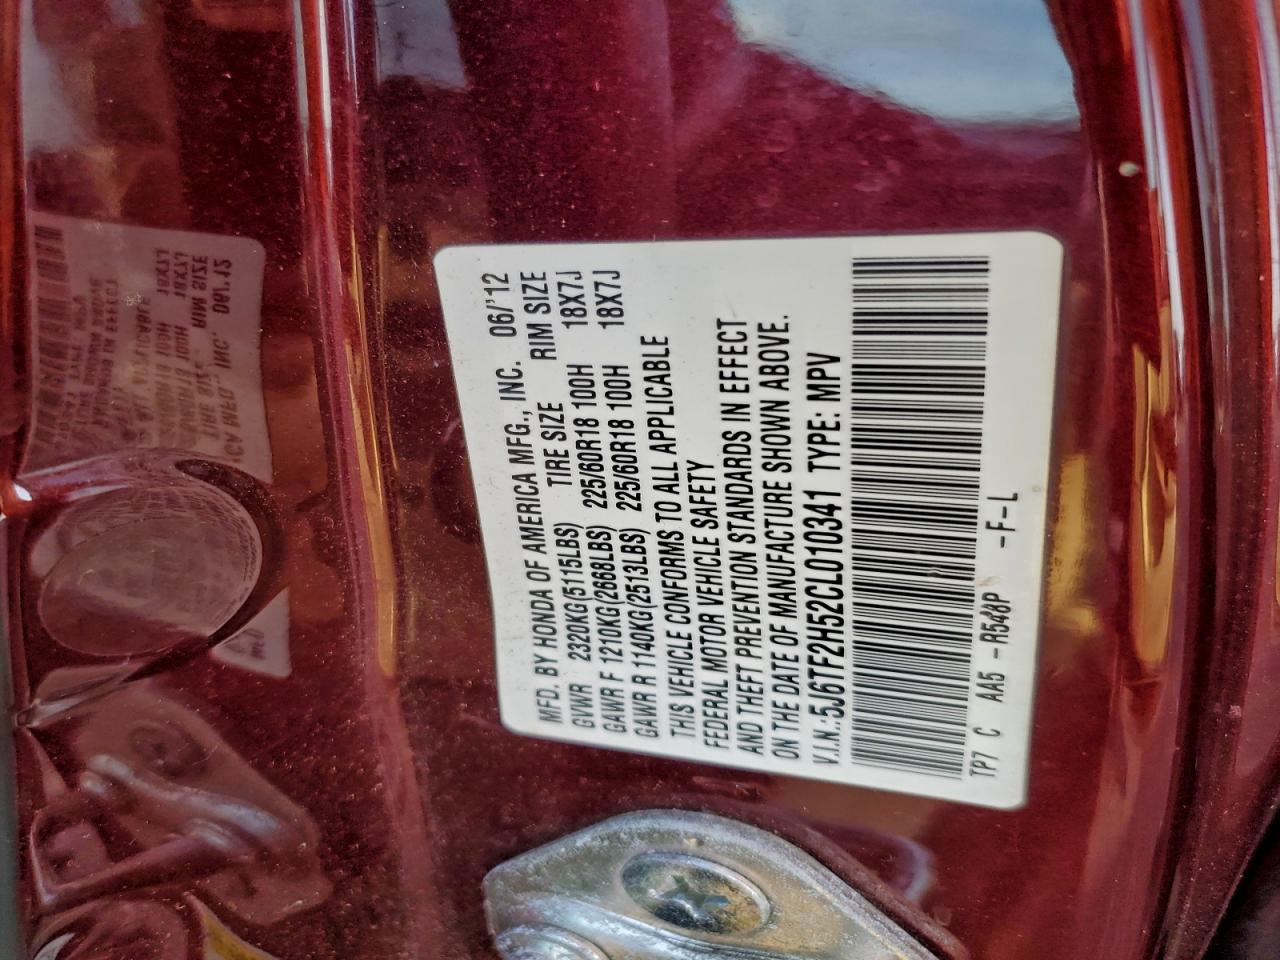 MFD. BY HONDA OF AMERICA MFG., INC. 06/'12
GVWR 2320KG(5115LBS) TIRE SIZE RIM SIZE
GAWR F 1210KG(2668LBS) 225/60R18 100H 18X7J
GAWR R 1140KG(2513LBS) 225/60R18 100H 18X7J
THIS VEHICLE CONFORMS TO ALL APPLICABLE
FEDERAL MOTOR VEHICLE SAFETY
AND THEFT PREVENTION STANDARDS IN EFFECT
ON THE DATE OF MANUFACTURE SHOWN ABOVE.
V.I.N.:5J6TF2H52CL010341 TYPE: MPV
TP7 C AA5 -R548P -F-L